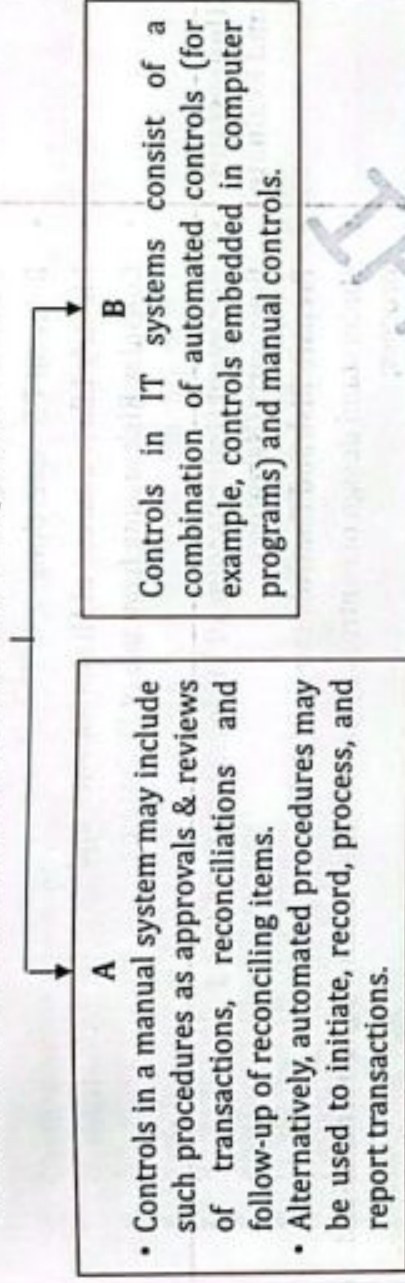 A
• Controls in a manual system may include
such procedures as approvals & reviews
of transactions, reconciliations and
follow-up of reconciling items.
• Alternatively, automated procedures may
be used to initiate, record, process, and
report transactions.
B
Controls in IT systems consist of a
combination of automated controls (for
example, controls embedded in computer
programs) and manual controls.